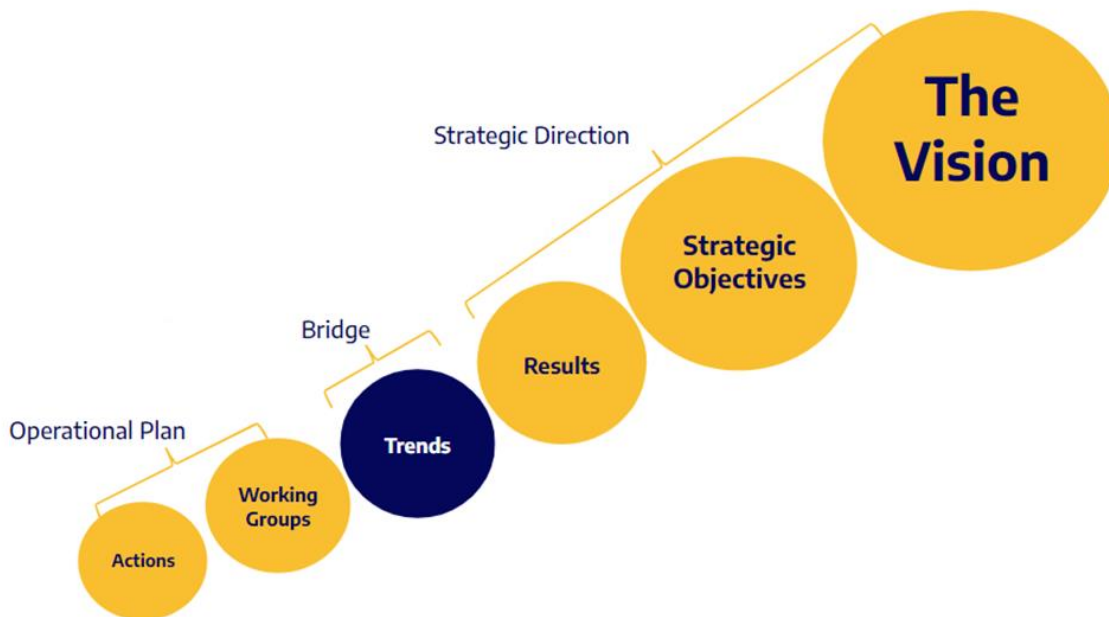 The
Vision
Strategic Direction
Strategic
Objectives
Bridge
Results
Operational Plan
Trends
Working
Groups
Actions